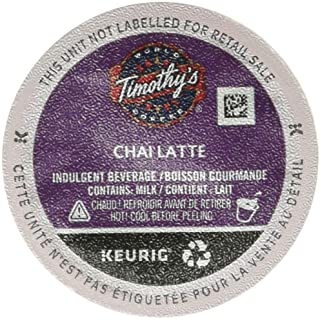 THIS UNIT NOT LABELLED FOR RETAIL SALE
WORLD
Timothy's
COFFEE
CHAI LATTE
INDULGENT BEVERAGE / BOISSON GOURMANDE
CONTAINS: MILK / CONTIENT : LAIT
CHAUD! REFROIDIR AVANT DE RETIRER
HOT! COOL BEFORE PEELING
KEURIG
CETTE UNITÉ N'EST PAS ÉTIQUETÉE POUR LA VENTE AU DÉTAIL